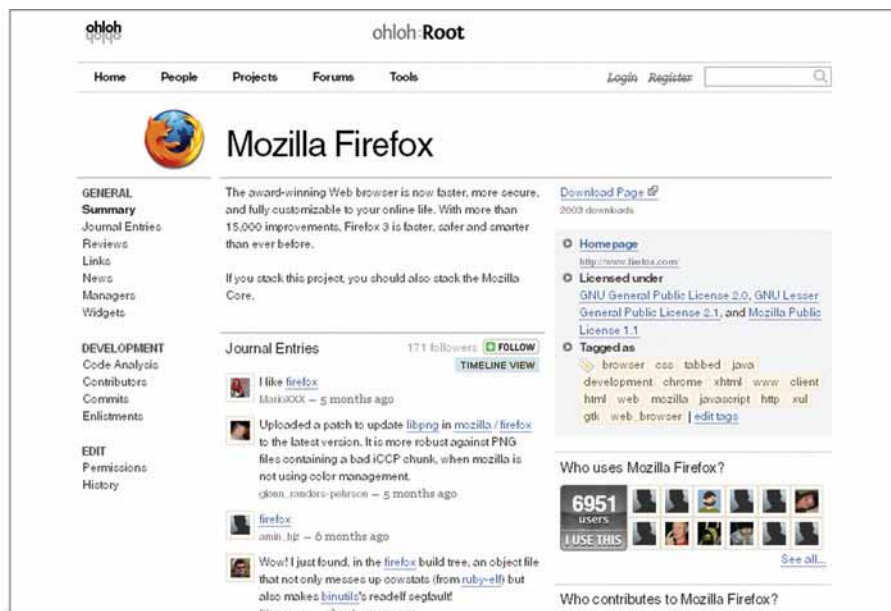 ohloh
ohloh:Root
Home People Projects Forums Tools Login Register
Mozilla Firefox
GENERAL
Summary
Journal Entries
Reviews
Links
News
Managers
Widgets
DEVELOPMENT
Code Analysis
Contributors
Commits
Enlistments
EDIT
Permissions
History
The award-winning Web browser is now faster, more secure,
and fully customizable to your online life. With more than
15,000 improvements, Firefox 3 is faster, safer and smarter
than ever before.
If you stack this project, you should also stack the Mozilla
Core.
Journal Entries 171 followers FOLLOW
TIMELINE VIEW
I like firefox
MarioXXX – 5 months ago
Uploaded a patch to update libpng in mozilla / firefox
to the latest version. It is more robust against PNG
files containing a bad iCCP chunk, when mozilla is
not using color management.
glenn_randers-pehrson – 5 months ago
firefox
amin_hjz – 6 months ago
Wow! I just found, in the firefox build tree, an object file
that not only messes up cowstats (from ruby-elf) but
also makes binutils's readelf segfault!
Download Page
2003 downloads
Homepage
http://www.firefox.com/
Licensed under
GNU General Public License 2.0, GNU Lesser
General Public License 2.1, and Mozilla Public
License 1.1
Tagged as
browser css tabbed java
development chrome xhtml www client
html web mozilla javascript http xul
gtk web_browser | edit tags
Who uses Mozilla Firefox?
6951
users
I USE THIS
See all...
Who contributes to Mozilla Firefox?